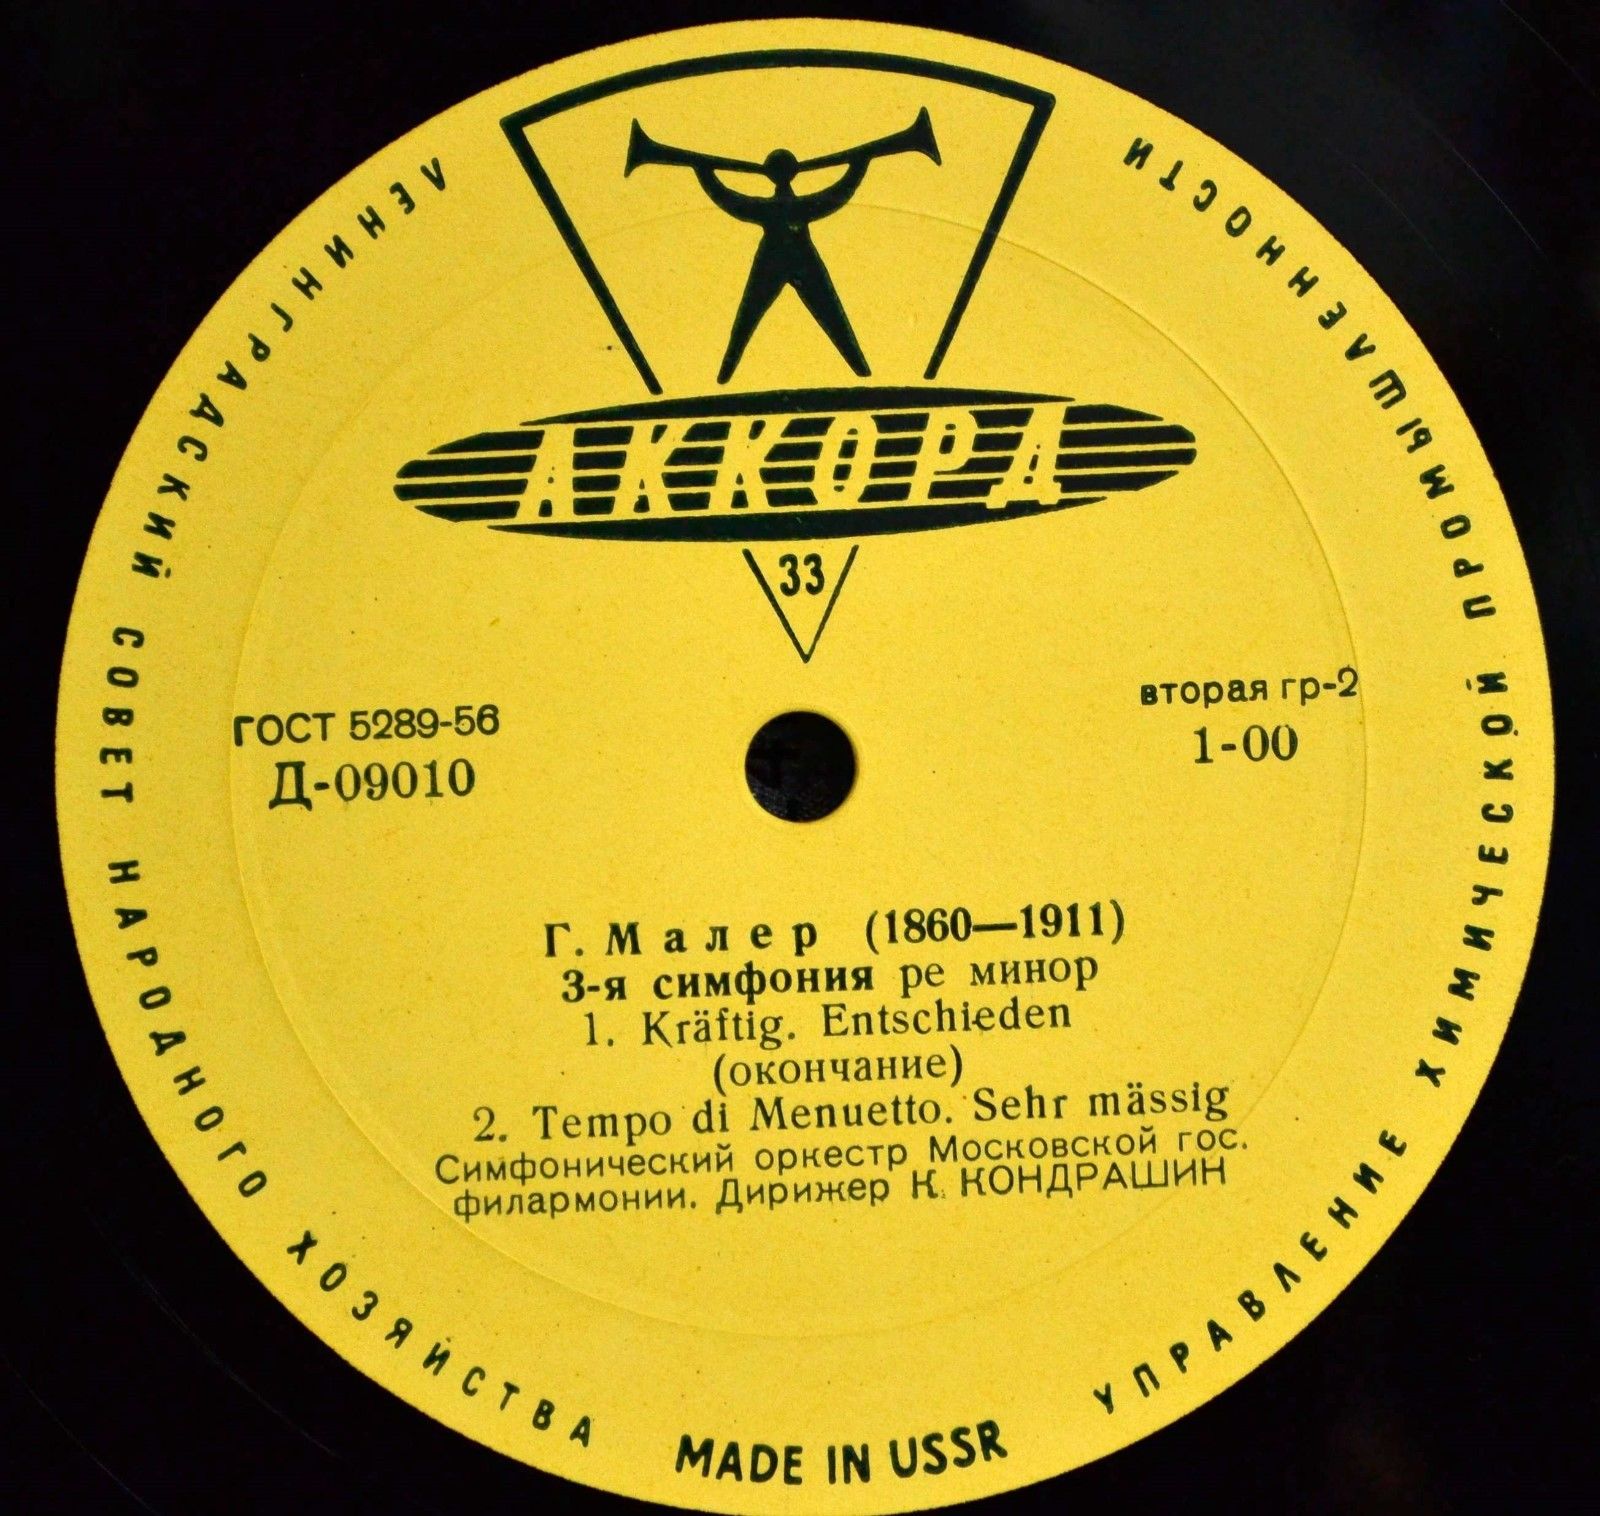 ЛЕНИНГРАДСКИЙ СОВЕТ НАРОДНОГО ХОЗЯЙСТВА
УПРАВЛЕНИЕ ХИМИЧЕСКОЙ ПРОМЫШЛЕННОСТИ
АККОРД
33
ГОСТ 5289-56
Д-09010
вторая гр-2
1-00
Г. Малер (1860—1911)
3-я симфония ре минор
1. Kräftig. Entschieden
(окончание)
2. Tempo di Menuetto. Sehr mässig
Симфонический оркестр Московской гос.
филармонии. Дирижер К. КОНДРАШИН
MADE IN USSR